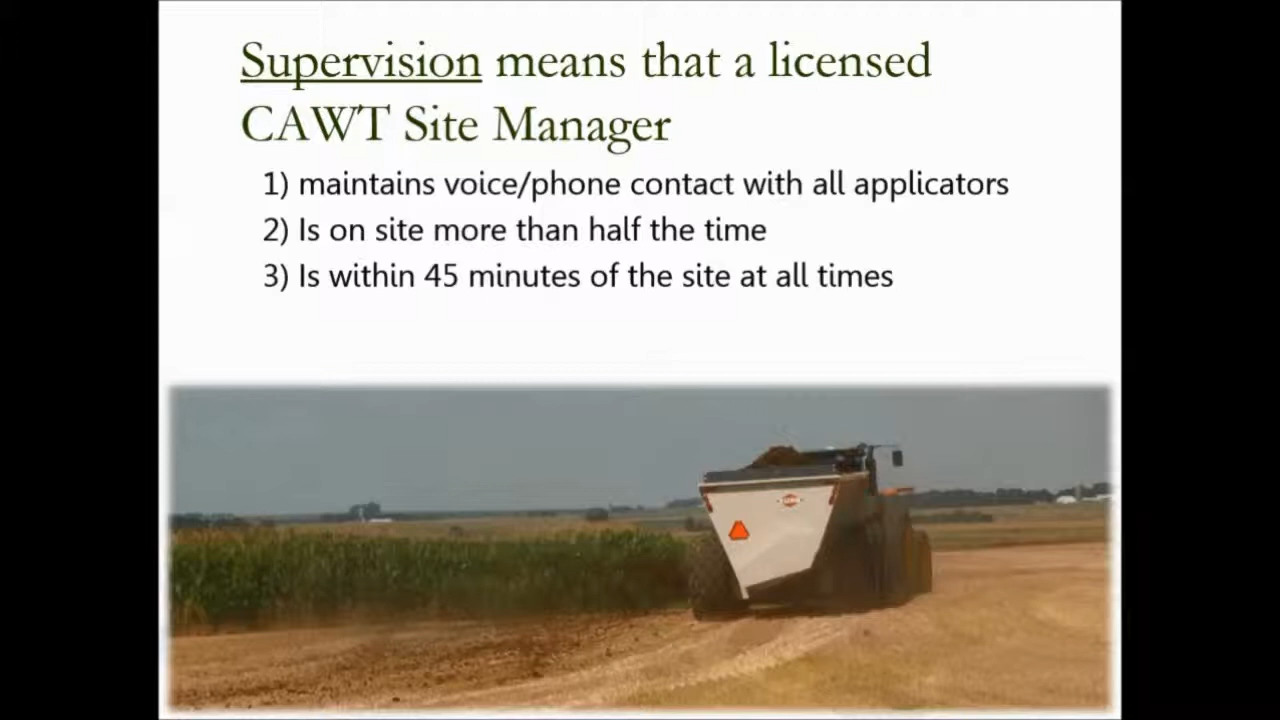 Supervision means that a licensed
CAWT Site Manager
1) maintains voice/phone contact with all applicators
2) Is on site more than half the time
3) Is within 45 minutes of the site at all times